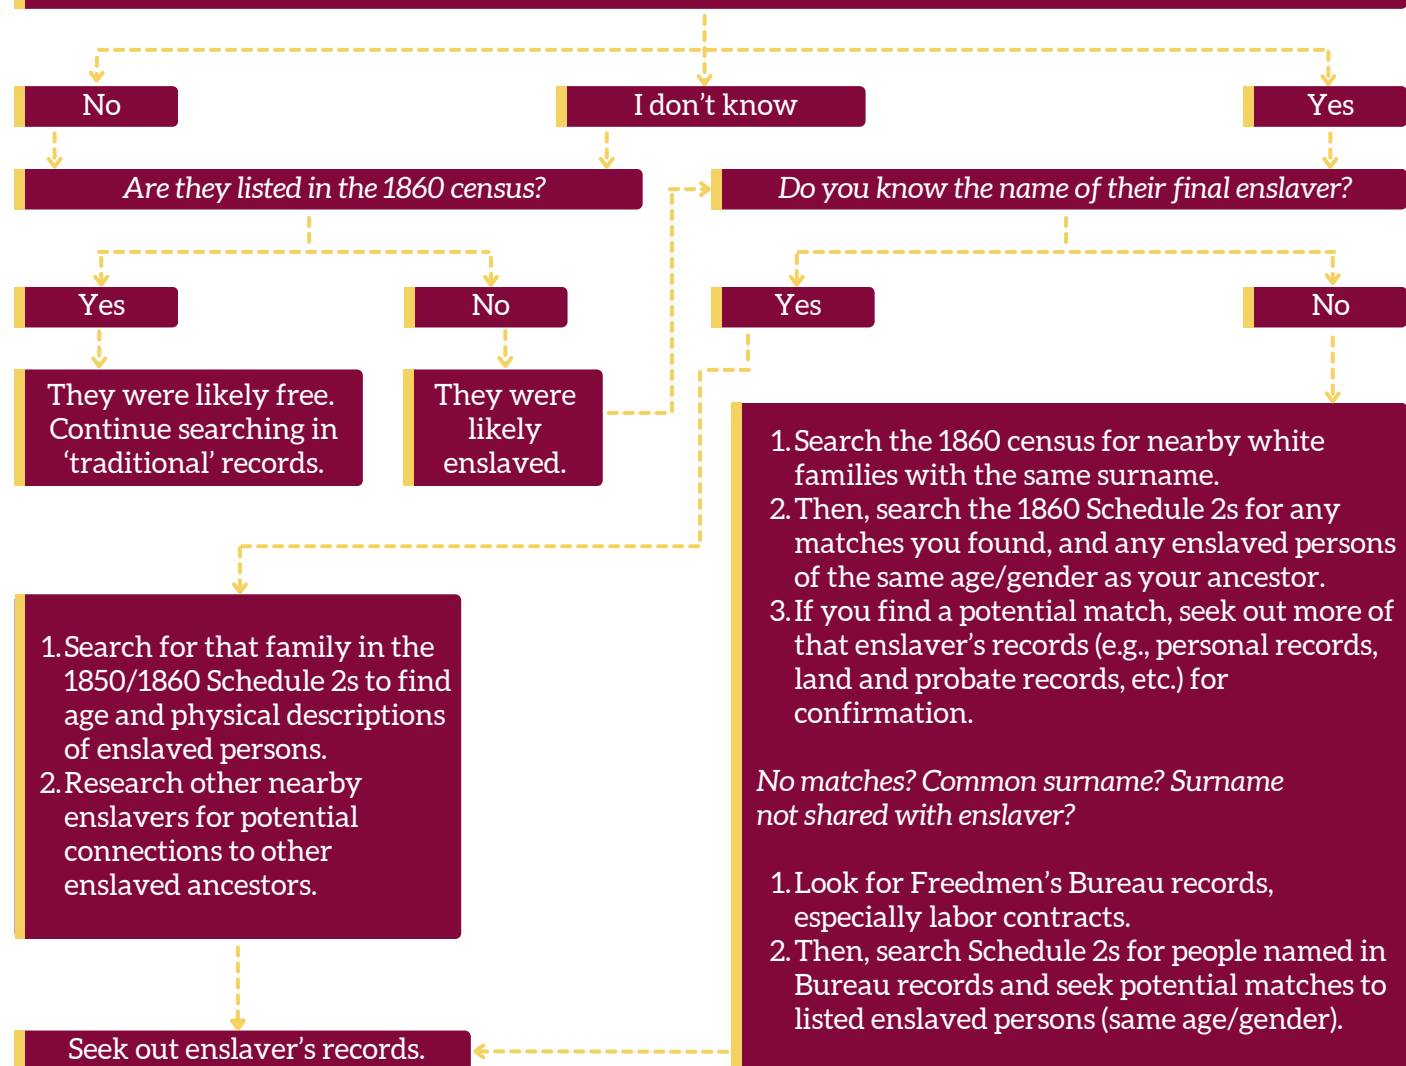 No
I don’t know
Yes
Are they listed in the 1860 census?
Do you know the name of their final enslaver?
Yes
No
Yes
No
They were likely free.
Continue searching in
‘traditional’ records.
They were
likely
enslaved.
1. Search the 1860 census for nearby white
families with the same surname.
2. Then, search the 1860 Schedule 2s for any
matches you found, and any enslaved persons
of the same age/gender as your ancestor.
3. If you find a potential match, seek out more of
that enslaver’s records (e.g., personal records,
land and probate records, etc.) for
confirmation.
No matches? Common surname? Surname
not shared with enslaver?
1. Look for Freedmen’s Bureau records,
especially labor contracts.
2. Then, search Schedule 2s for people named in
Bureau records and seek potential matches to
listed enslaved persons (same age/gender).
1. Search for that family in the
1850/1860 Schedule 2s to find
age and physical descriptions
of enslaved persons.
2. Research other nearby
enslavers for potential
connections to other
enslaved ancestors.
Seek out enslaver’s records.